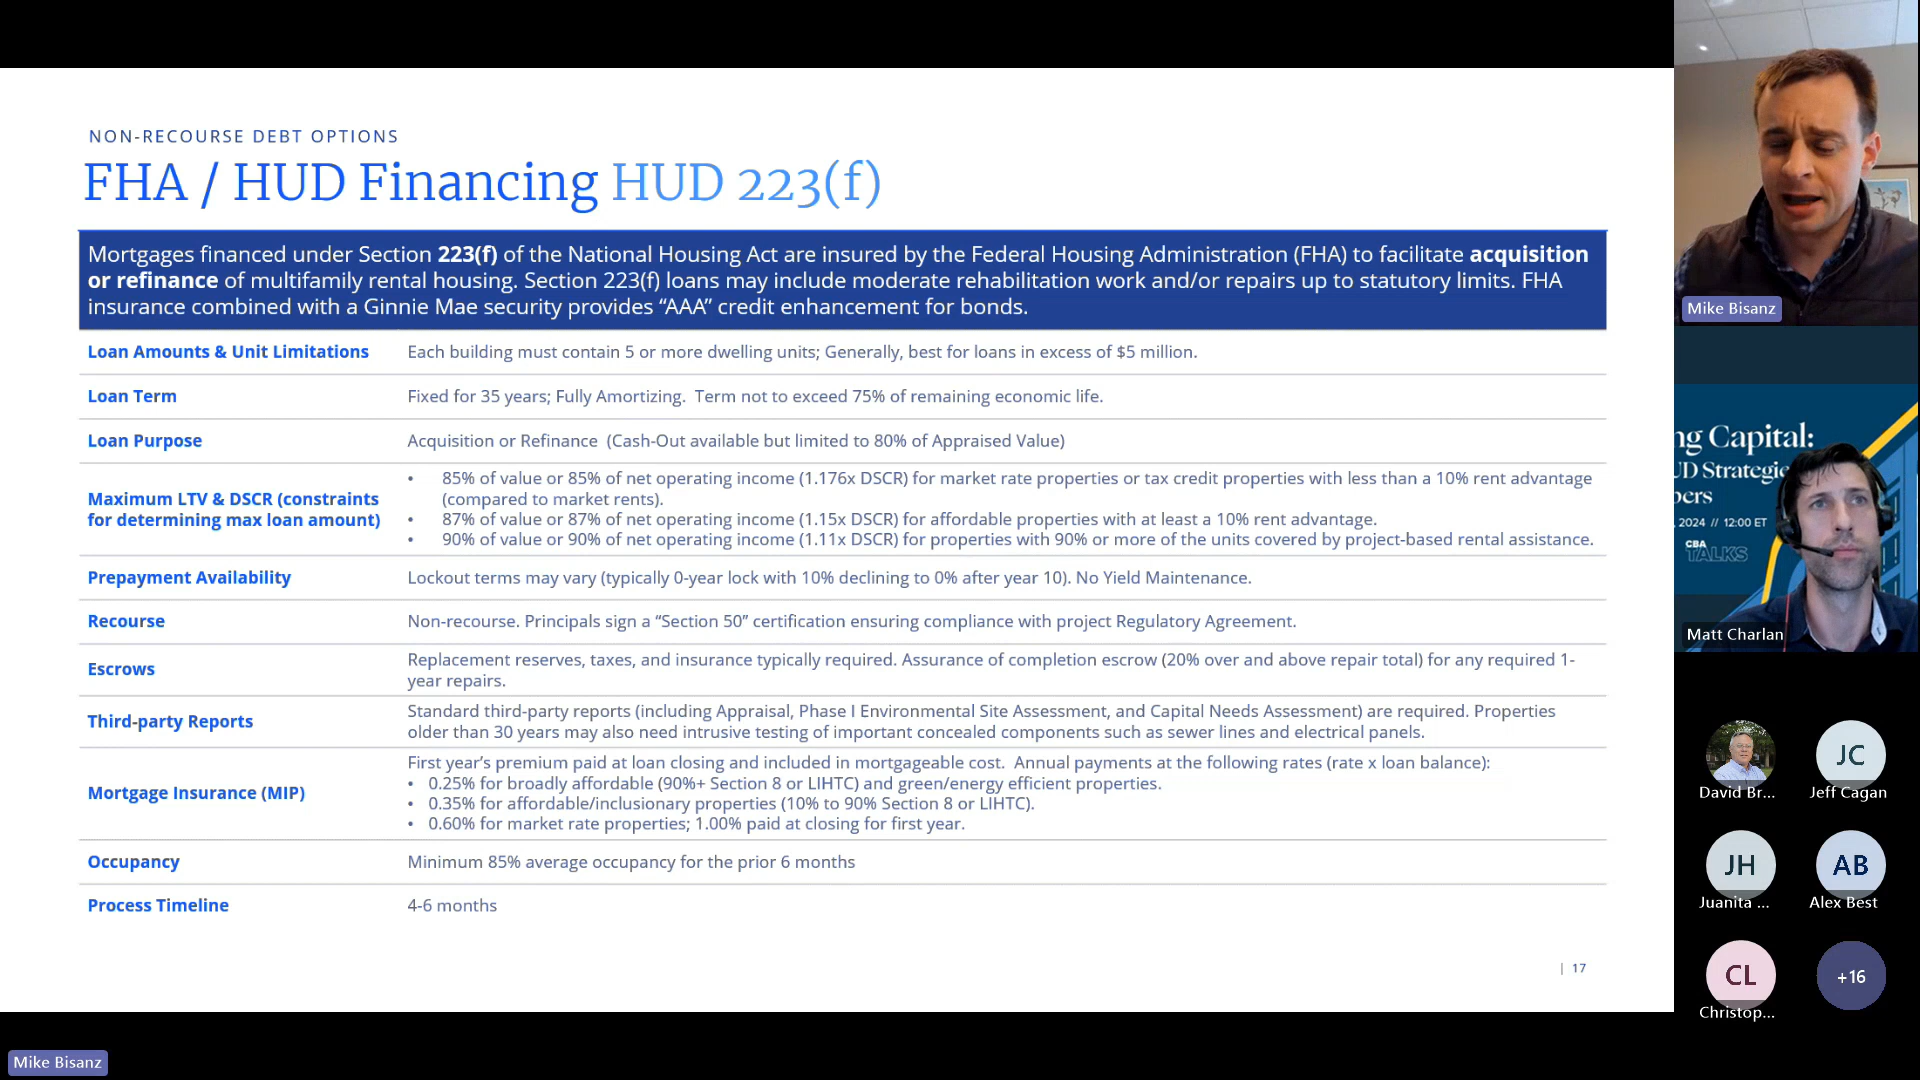 NON-RECOURSE DEBT OPTIONS
FHA / HUD Financing HUD 223(f)
Mortgages financed under Section 223(f) of the National Housing Act are insured by the Federal Housing Administration (FHA) to facilitate acquisition
or refinance of multifamily rental housing. Section 223(f) loans may include moderate rehabilitation work and/or repairs up to statutory limits. FHA
insurance combined with a Ginnie Mae security provides “AAA” credit enhancement for bonds.
Loan Amounts & Unit Limitations
Each building must contain 5 or more dwelling units; Generally, best for loans in excess of $5 million.
Loan Term
Fixed for 35 years; Fully Amortizing. Term not to exceed 75% of remaining economic life.
Loan Purpose
Acquisition or Refinance (Cash-Out available but limited to 80% of Appraised Value)
Maximum LTV & DSCR (constraints
for determining max loan amount)
• 85% of value or 85% of net operating income (1.176x DSCR) for market rate properties or tax credit properties with less than a 10% rent advantage
(compared to market rents).
• 87% of value or 87% of net operating income (1.15x DSCR) for affordable properties with at least a 10% rent advantage.
• 90% of value or 90% of net operating income (1.11x DSCR) for properties with 90% or more of the units covered by project-based rental assistance.
Prepayment Availability
Lockout terms may vary (typically 0-year lock with 10% declining to 0% after year 10). No Yield Maintenance.
Recourse
Non-recourse. Principals sign a “Section 50” certification ensuring compliance with project Regulatory Agreement.
Escrows
Replacement reserves, taxes, and insurance typically required. Assurance of completion escrow (20% over and above repair total) for any required 1-
year repairs.
Third-party Reports
Standard third-party reports (including Appraisal, Phase I Environmental Site Assessment, and Capital Needs Assessment) are required. Properties
older than 30 years may also need intrusive testing of important concealed components such as sewer lines and electrical panels.
Mortgage Insurance (MIP)
First year’s premium paid at loan closing and included in mortgageable cost. Annual payments at the following rates (rate x loan balance):
• 0.25% for broadly affordable (90%+ Section 8 or LIHTC) and green/energy efficient properties.
• 0.35% for affordable/inclusionary properties (10% to 90% Section 8 or LIHTC).
• 0.60% for market rate properties; 1.00% paid at closing for first year.
Occupancy
Minimum 85% average occupancy for the prior 6 months
Process Timeline
4-6 months
| 17
Mike Bisanz
Mike Bisanz
ng Capital:
UD Strategie
pers
, 2024 // 12:00 ET
CBA
TALKS
Matt Charlan
David Br...
JC
Jeff Cagan
JH
Juanita ...
AB
Alex Best
CL
Christop...
+16